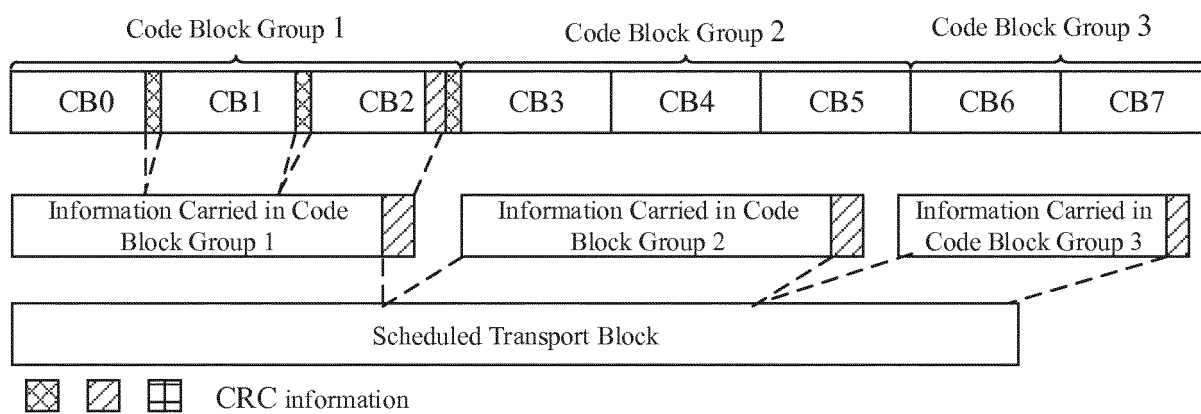 Code Block Group 1
Code Block Group 2
Code Block Group 3
CB0
CB1
CB2
CB3
CB4
CB5
CB6
CB7
Information Carried in Code
Block Group 1
Information Carried in Code
Block Group 2
Information Carried in
Code Block Group 3
Scheduled Transport Block
CRC information